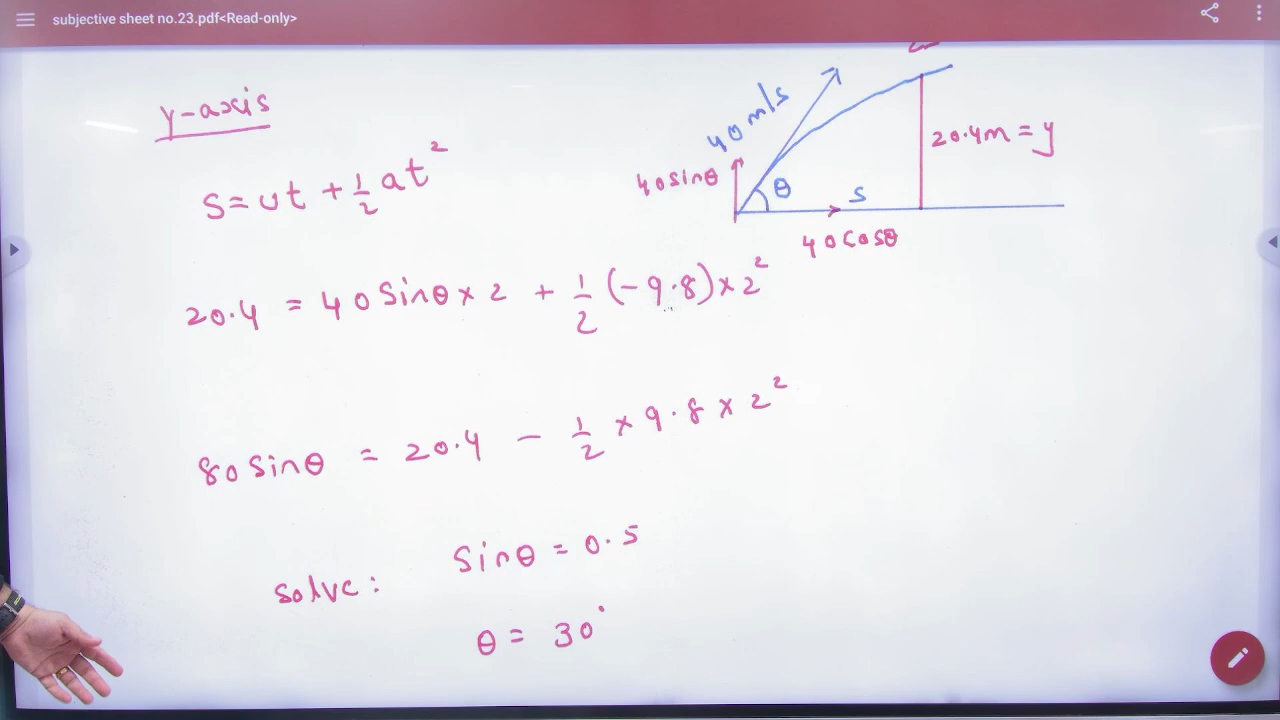 subjective sheet no.23.pdf<Read-only>
y-axis
s = ut + 1/2 at²
20.4 = 40 sinθ × 2 + 1/2 (-9.8) × 2²
80 sinθ = 20.4 - 1/2 × 9.8 × 2²
solve: sinθ = 0.5
θ = 30°
40 m/s
40 sinθ
θ
s
40 cosθ
20.4m = y